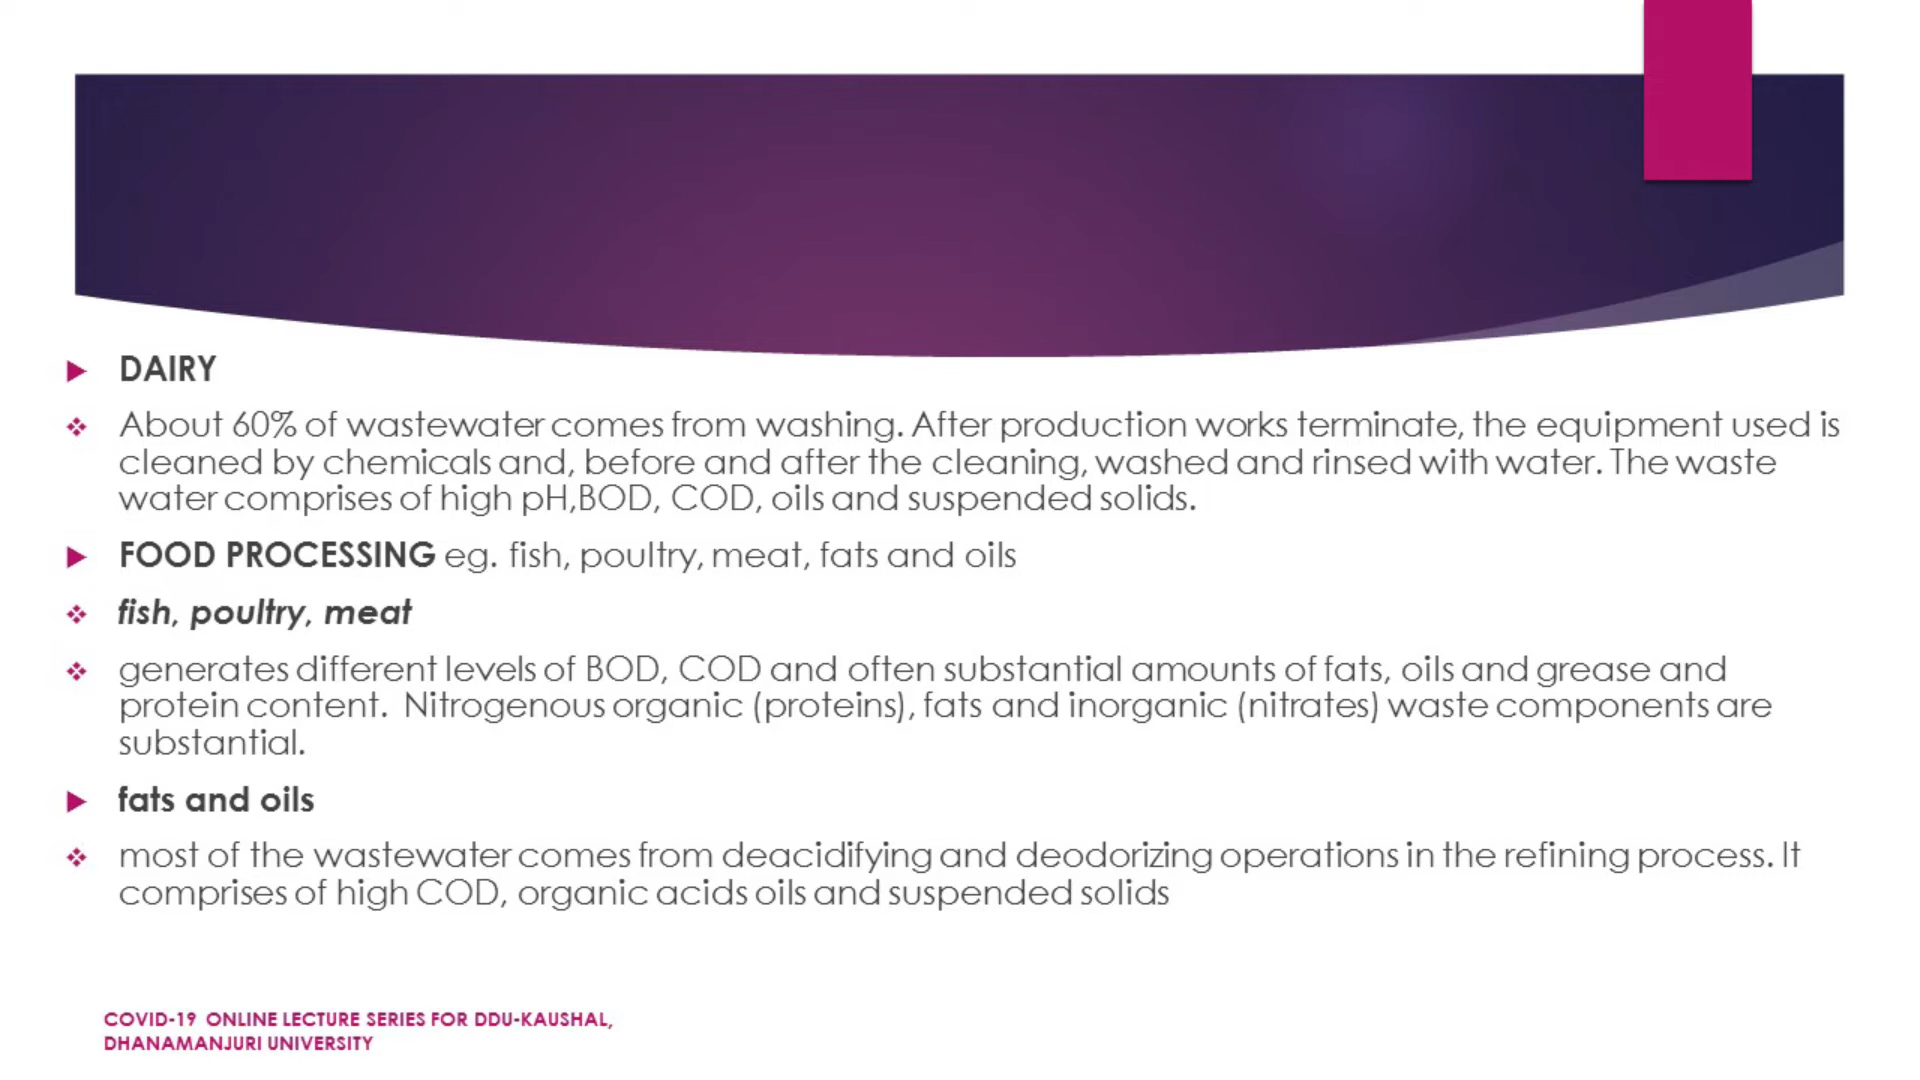 DAIRY
About 60% of wastewater comes from washing. After production works terminate, the equipment used is
cleaned by chemicals and, before and after the cleaning, washed and rinsed with water. The waste
water comprises of high pH,BOD, COD, oils and suspended solids.
FOOD PROCESSING eg. fish, poultry, meat, fats and oils
fish, poultry, meat
generates different levels of BOD, COD and often substantial amounts of fats, oils and grease and
protein content. Nitrogenous organic (proteins), fats and inorganic (nitrates) waste components are
substantial.
fats and oils
most of the wastewater comes from deacidifying and deodorizing operations in the refining process. It
comprises of high COD, organic acids oils and suspended solids
COVID-19 ONLINE LECTURE SERIES FOR DDU-KAUSHAL,
DHANAMANJURI UNIVERSITY